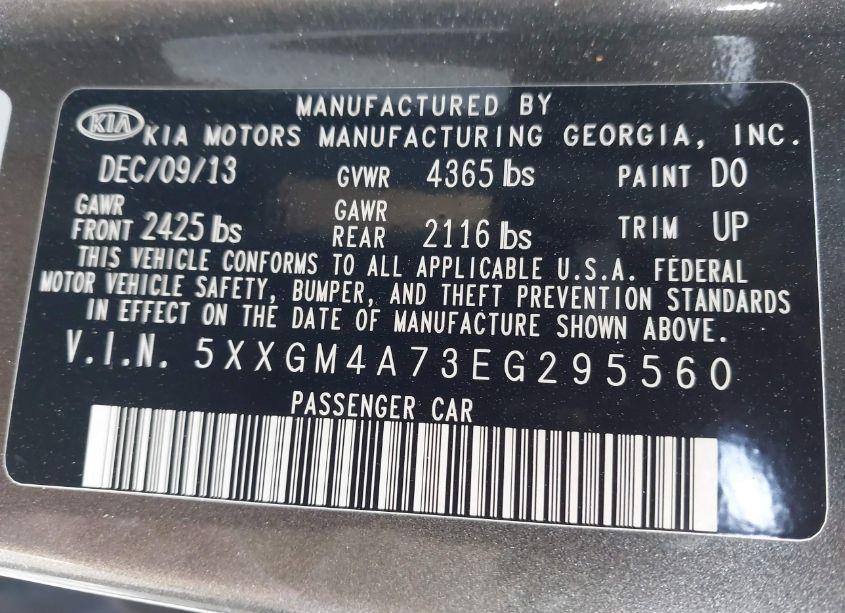 MANUFACTURED BY
KIA KIA MOTORS MANUFACTURING GEORGIA, INC.
DEC/09/13 GVWR 4365 lbs PAINT DO
GAWR FRONT 2425 lbs GAWR REAR 2116 lbs TRIM UP
THIS VEHICLE CONFORMS TO ALL APPLICABLE U.S.A. FEDERAL
MOTOR VEHICLE SAFETY, BUMPER, AND THEFT PREVENTION STANDARDS
IN EFFECT ON THE DATE OF MANUFACTURE SHOWN ABOVE.
V.I.N. 5XXGM4A73EG295560
PASSENGER CAR